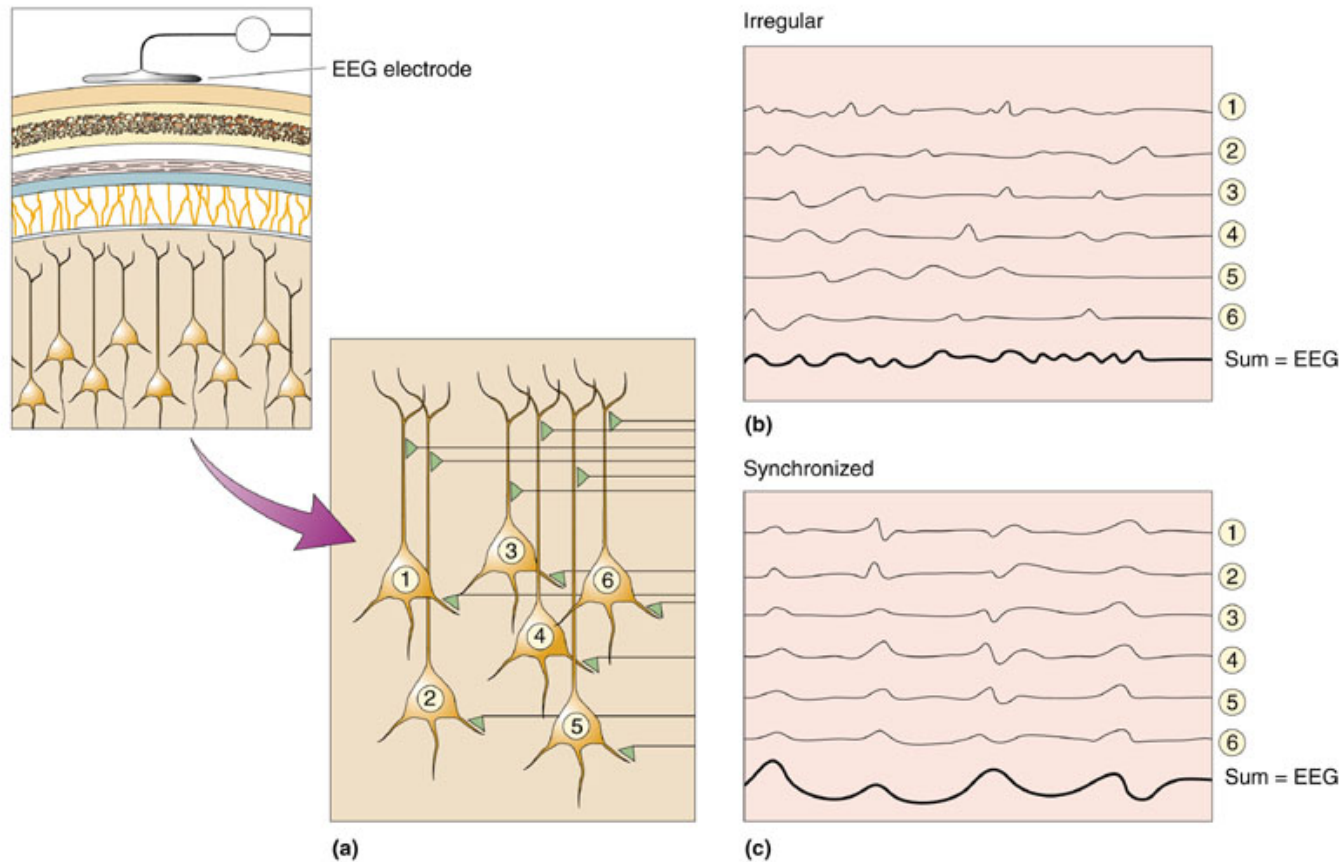 EEG electrode
1
2
3
4
5
6
(a)
Irregular
1
2
3
4
5
6
Sum = EEG
(b)
Synchronized
1
2
3
4
5
6
Sum = EEG
(c)